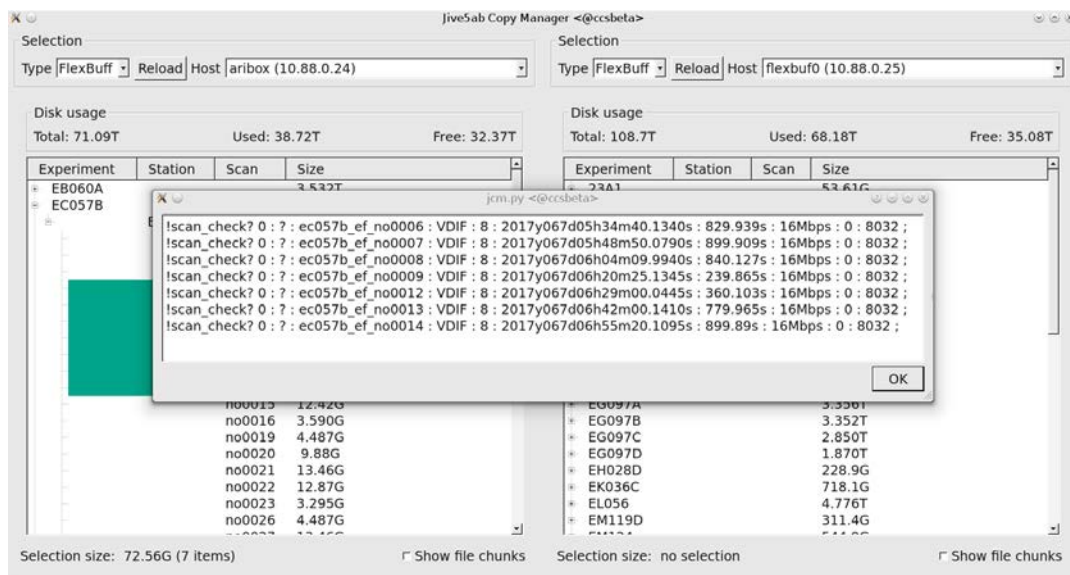 Jive5ab Copy Manager <@ccsbeta>
Selection
Type FlexBuff Reload Host aribox (10.88.0.24)
Disk usage
Total: 71.09T Used: 38.72T Free: 32.37T
Experiment Station Scan Size
EB060A 3.532T
EC057B
no0015 12.42G
no0016 3.590G
no0019 4.487G
no0020 9.88G
no0021 13.46G
no0022 12.87G
no0023 3.295G
no0026 4.487G
Selection size: 72.56G (7 items) Show file chunks
Selection
Type FlexBuff Reload Host flexbuf0 (10.88.0.25)
Disk usage
Total: 108.7T Used: 68.18T Free: 35.08T
Experiment Station Scan Size
23A1 53.61G
EG097A 3.356T
EG097B 3.352T
EG097C 2.850T
EG097D 1.870T
EH028D 228.9G
EK036C 718.1G
EL056 4.776T
EM119D 311.4G
Selection size: no selection Show file chunks
jcm.py <@ccsbeta>
!scan_check? 0 : ? : ec057b_ef_no0006 : VDIF : 8 : 2017y067d05h34m40.1340s : 829.939s : 16Mbps : 0 : 8032 ;
!scan_check? 0 : ? : ec057b_ef_no0007 : VDIF : 8 : 2017y067d05h48m50.0790s : 899.909s : 16Mbps : 0 : 8032 ;
!scan_check? 0 : ? : ec057b_ef_no0008 : VDIF : 8 : 2017y067d06h04m09.9940s : 840.127s : 16Mbps : 0 : 8032 ;
!scan_check? 0 : ? : ec057b_ef_no0009 : VDIF : 8 : 2017y067d06h20m25.1345s : 239.865s : 16Mbps : 0 : 8032 ;
!scan_check? 0 : ? : ec057b_ef_no0012 : VDIF : 8 : 2017y067d06h29m00.0445s : 360.103s : 16Mbps : 0 : 8032 ;
!scan_check? 0 : ? : ec057b_ef_no0013 : VDIF : 8 : 2017y067d06h42m00.1410s : 779.965s : 16Mbps : 0 : 8032 ;
!scan_check? 0 : ? : ec057b_ef_no0014 : VDIF : 8 : 2017y067d06h55m20.1095s : 899.89s : 16Mbps : 0 : 8032 ;
OK